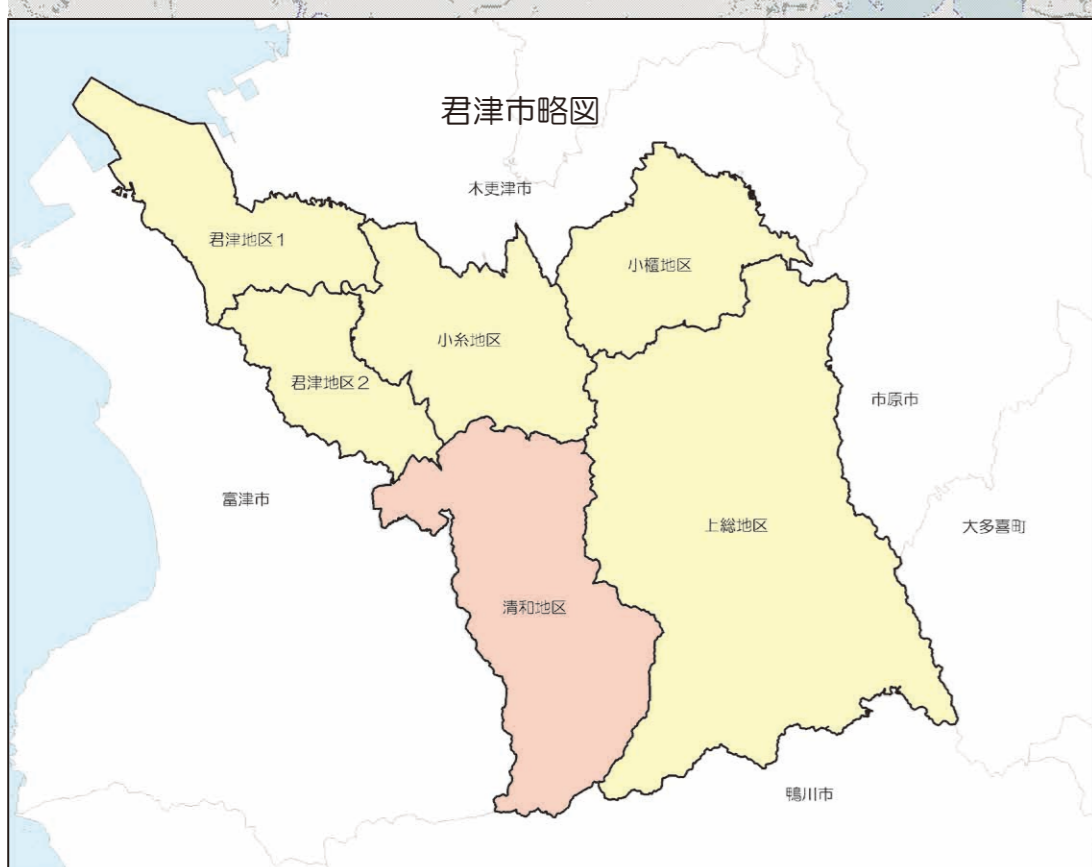 君津市略図
木更津市
君津地区1
小櫃地区
小糸地区
君津地区2
市原市
富津市
上総地区
大多喜町
清和地区
鴨川市